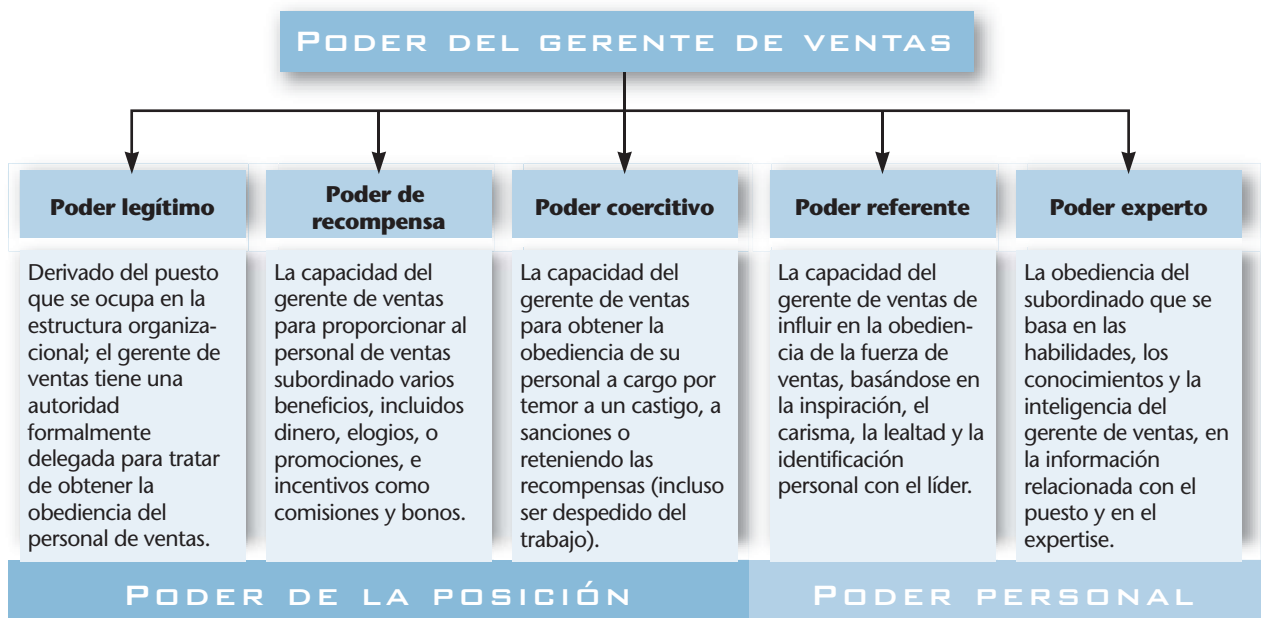 PODER DEL GERENTE DE VENTAS
Poder legítimo
Derivado del puesto
que se ocupa en la
estructura organiza-
cional; el gerente de
ventas tiene una
autoridad
formalmente
delegada para tratar
de obtener la
obediencia del
personal de ventas.
Poder de
recompensa
La capacidad del
gerente de ventas
para proporcionar al
personal de ventas
subordinado varios
beneficios, incluidos
dinero, elogios, o
promociones, e
incentivos como
comisiones y bonos.
Poder coercitivo
La capacidad del
gerente de ventas
para obtener la
obediencia de su
personal a cargo por
temor a un castigo, a
sanciones o
reteniendo las
recompensas (incluso
ser despedido del
trabajo).
Poder referente
La capacidad del
gerente de ventas de
influir en la obedien-
cia de la fuerza de
ventas, basándose en
la inspiración, el
carisma, la lealtad y la
identificación
personal con el líder.
Poder experto
La obediencia del
subordinado que se
basa en las
habilidades, los
conocimientos y la
inteligencia del
gerente de ventas, en
la información
relacionada con el
puesto y en el
expertise.
PODER DE LA POSICIÓN
PODER PERSONAL